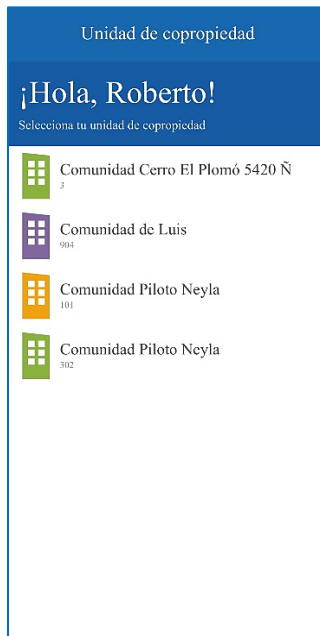 Unidad de copropiedad
¡Hola, Roberto!
Selecciona tu unidad de copropiedad
Comunidad Cerro El Plomó 5420 Ñ
3
Comunidad de Luis
904
Comunidad Piloto Neyla
101
Comunidad Piloto Neyla
302